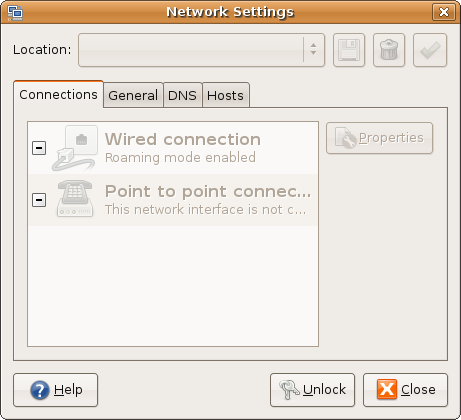 Network Settings
Location:
Connections General DNS Hosts
Wired connection
Roaming mode enabled
Properties
Point to point connec...
This network interface is not c...
Help Unlock Close